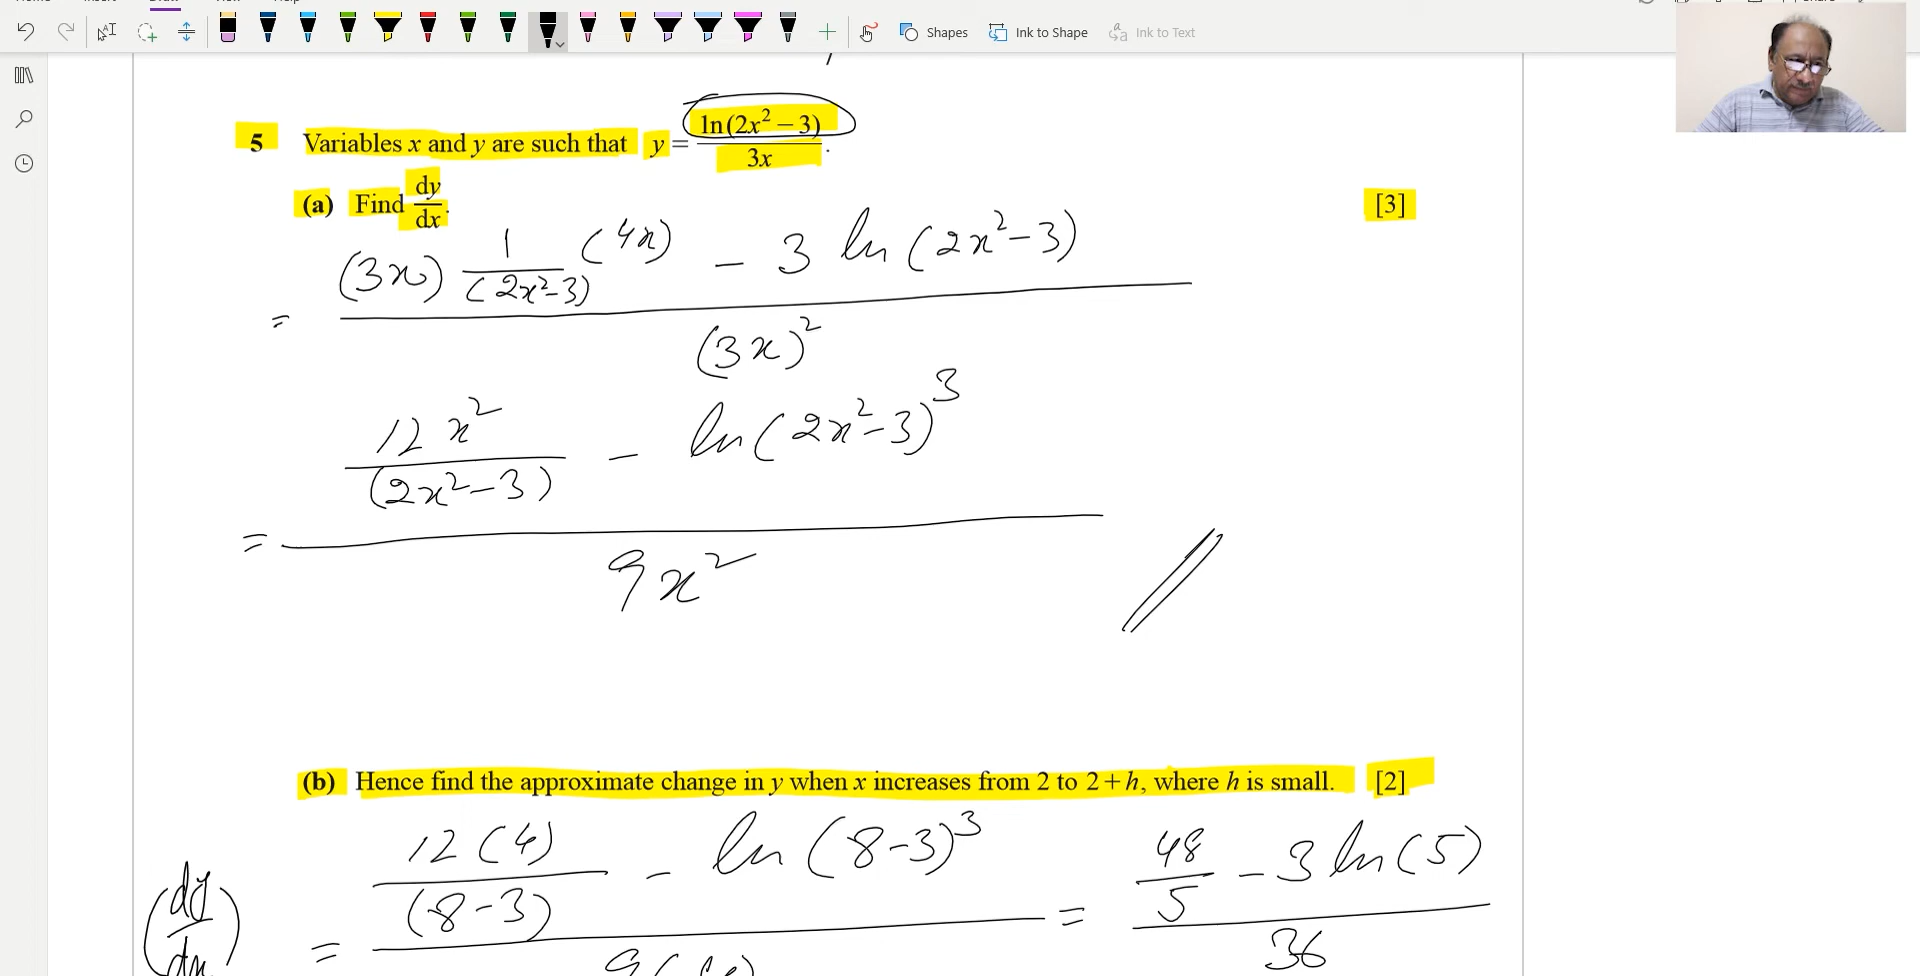 Shapes Ink to Shape Ink to Text
5 Variables x and y are such that y = ln(2x² − 3) / 3x .
(a) Find dy/dx . [3]
= ((3x) 1/(2x²−3) (4x) − 3 ln(2x²−3)) / (3x)²
= (12x²/(2x²−3) − ln(2x²−3)³) / 9x²
(b) Hence find the approximate change in y when x increases from 2 to 2 + h, where h is small. [2]
(dy/dx) = (12(4)/(8−3) − ln(8−3)³) / 9( = (48/5 − 3 ln(5)) / 36